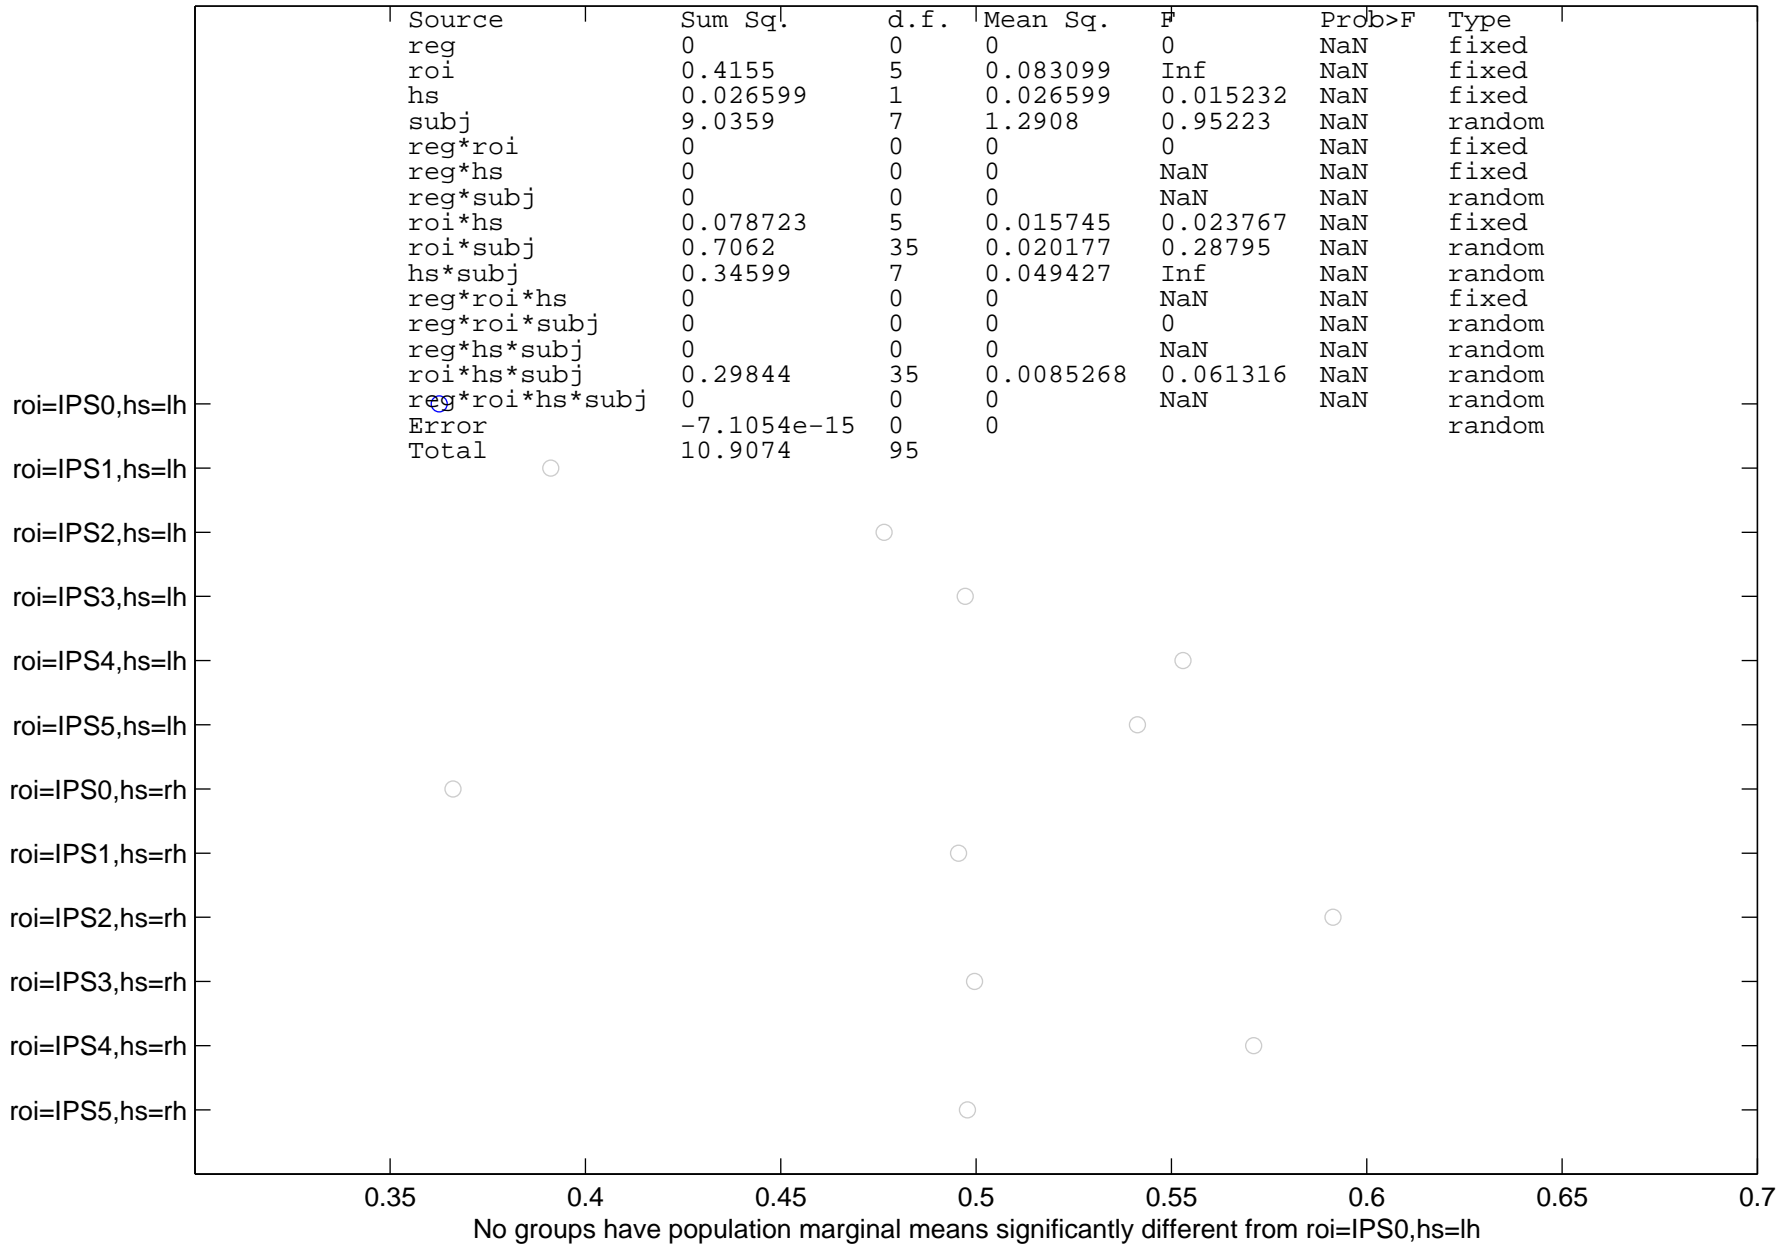 Source Sum Sq. d.f. Mean Sq. F Prob>F Type
reg 0 0 0 0 NaN fixed
roi 0.4155 5 0.083099 Inf NaN fixed
hs 0.026599 1 0.026599 0.015232 NaN fixed
subj 9.0359 7 1.2908 0.95223 NaN random
reg*roi 0 0 0 0 NaN fixed
reg*hs 0 0 0 NaN NaN fixed
reg*subj 0 0 0 NaN NaN random
roi*hs 0.078723 5 0.015745 0.023767 NaN fixed
roi*subj 0.7062 35 0.020177 0.28795 NaN random
hs*subj 0.34599 7 0.049427 Inf NaN random
reg*roi*hs 0 0 0 NaN NaN fixed
reg*roi*subj 0 0 0 0 NaN random
reg*hs*subj 0 0 0 NaN NaN random
roi*hs*subj 0.29844 35 0.0085268 0.061316 NaN random
reg*roi*hs*subj 0 0 0 NaN NaN random
Error -7.1054e-15 0 0 random
Total 10.9074 95
roi=IPS0,hs=lh
roi=IPS1,hs=lh
roi=IPS2,hs=lh
roi=IPS3,hs=lh
roi=IPS4,hs=lh
roi=IPS5,hs=lh
roi=IPS0,hs=rh
roi=IPS1,hs=rh
roi=IPS2,hs=rh
roi=IPS3,hs=rh
roi=IPS4,hs=rh
roi=IPS5,hs=rh
0.35 0.4 0.45 0.5 0.55 0.6 0.65 0.7
No groups have population marginal means significantly different from roi=IPS0,hs=lh